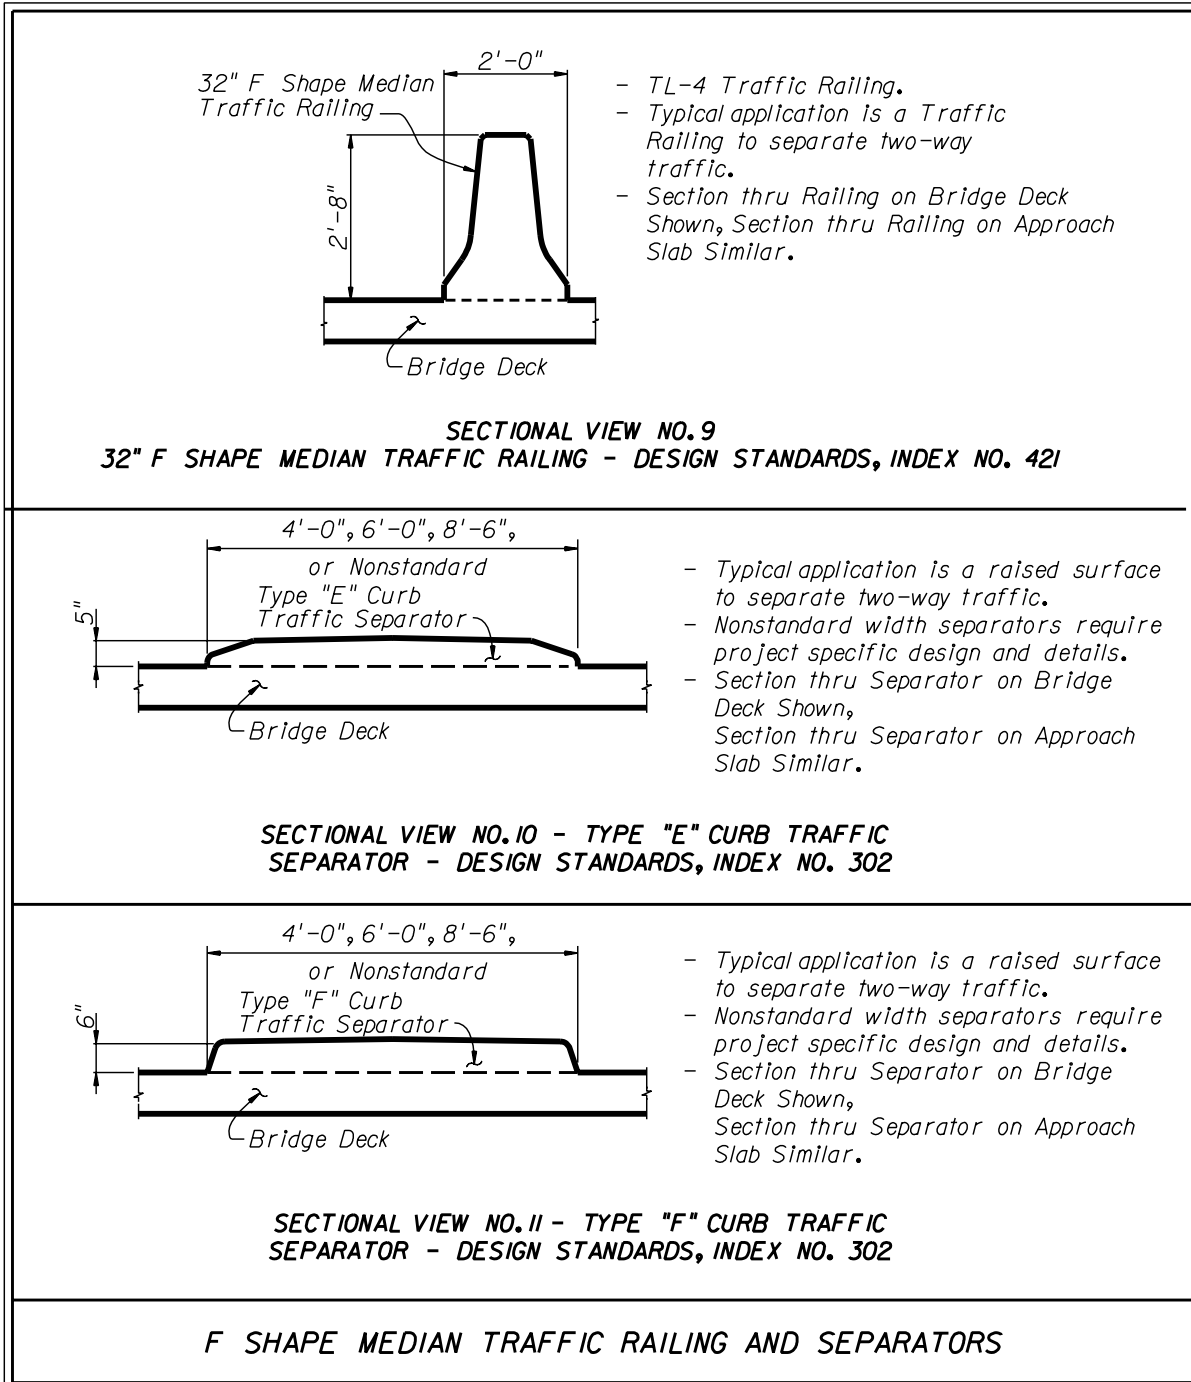 2'-0"
32" F Shape Median
Traffic Railing
2'-8"
Bridge Deck
- TL-4 Traffic Railing.
- Typical application is a Traffic
Railing to separate two-way
traffic.
- Section thru Railing on Bridge Deck
Shown, Section thru Railing on Approach
Slab Similar.
SECTIONAL VIEW NO. 9
32" F SHAPE MEDIAN TRAFFIC RAILING - DESIGN STANDARDS, INDEX NO. 421
4'-0", 6'-0", 8'-6",
or Nonstandard
Type "E" Curb
Traffic Separator
5"
Bridge Deck
- Typical application is a raised surface
to separate two-way traffic.
- Nonstandard width separators require
project specific design and details.
- Section thru Separator on Bridge
Deck Shown,
Section thru Separator on Approach
Slab Similar.
SECTIONAL VIEW NO. 10 - TYPE "E" CURB TRAFFIC
SEPARATOR - DESIGN STANDARDS, INDEX NO. 302
4'-0", 6'-0", 8'-6",
or Nonstandard
Type "F" Curb
Traffic Separator
6"
Bridge Deck
- Typical application is a raised surface
to separate two-way traffic.
- Nonstandard width separators require
project specific design and details.
- Section thru Separator on Bridge
Deck Shown,
Section thru Separator on Approach
Slab Similar.
SECTIONAL VIEW NO. 11 - TYPE "F" CURB TRAFFIC
SEPARATOR - DESIGN STANDARDS, INDEX NO. 302
F SHAPE MEDIAN TRAFFIC RAILING AND SEPARATORS